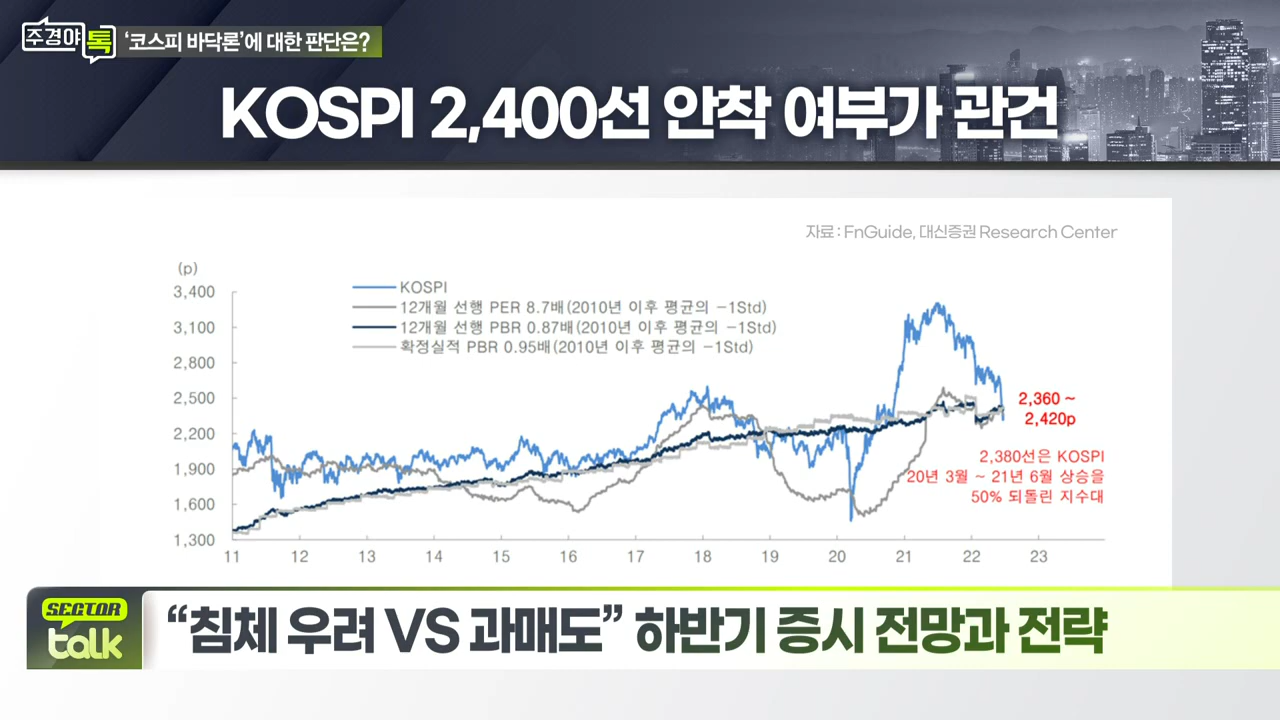 주경야톡 '코스피 바닥론'에 대한 판단은?
KOSPI 2,400선 안착 여부가 관건
자료 : FnGuide, 대신증권 Research Center
(p)
KOSPI
12개월 선행 PER 8.7배(2010년 이후 평균의 -1Std)
12개월 선행 PBR 0.87배(2010년 이후 평균의 -1Std)
확정실적 PBR 0.95배(2010년 이후 평균의 -1Std)
3,400
3,100
2,800
2,500
2,200
1,900
1,600
1,300
2,360 ~
2,420p
2,380선은 KOSPI
20년 3월 ~ 21년 6월 상승을
50% 되돌린 지수대
11 12 13 14 15 16 17 18 19 20 21 22 23
SECTOR
talk
“침체 우려 VS 과매도” 하반기 증시 전망과 전략